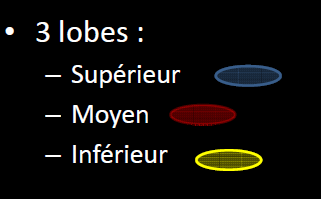 • 3 lobes :
– Supérieur
– Moyen
– Inférieur